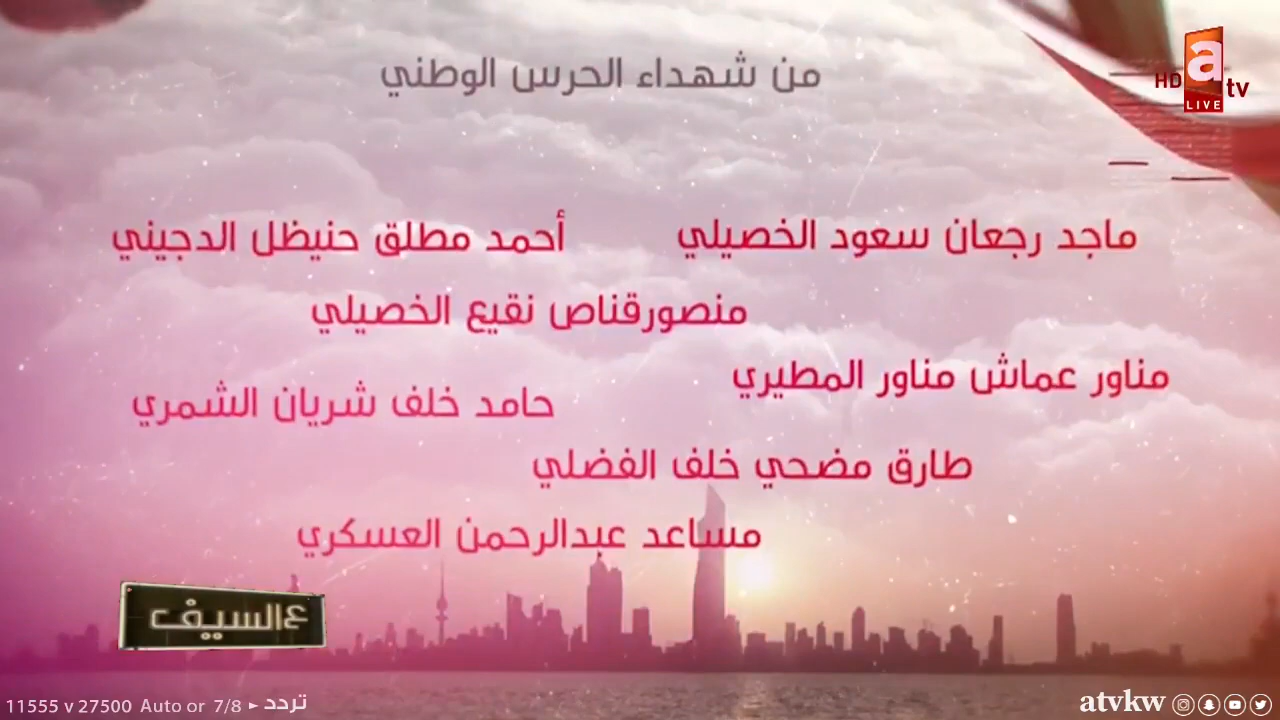 من شهداء الحرس الوطني
HD a tv
LIVE
ماجد رجعان سعود الخصيلي
أحمد مطلق حنيظل الدجيني
منصورقناص نقيع الخصيلي
مناور عماش مناور المطيري
حامد خلف شريان الشمري
طارق مضحي خلف الفضلي
مساعد عبدالرحمن العسكري
ع السيف
تردد ► 11555 v 27500 Auto or 7/8
atvkw